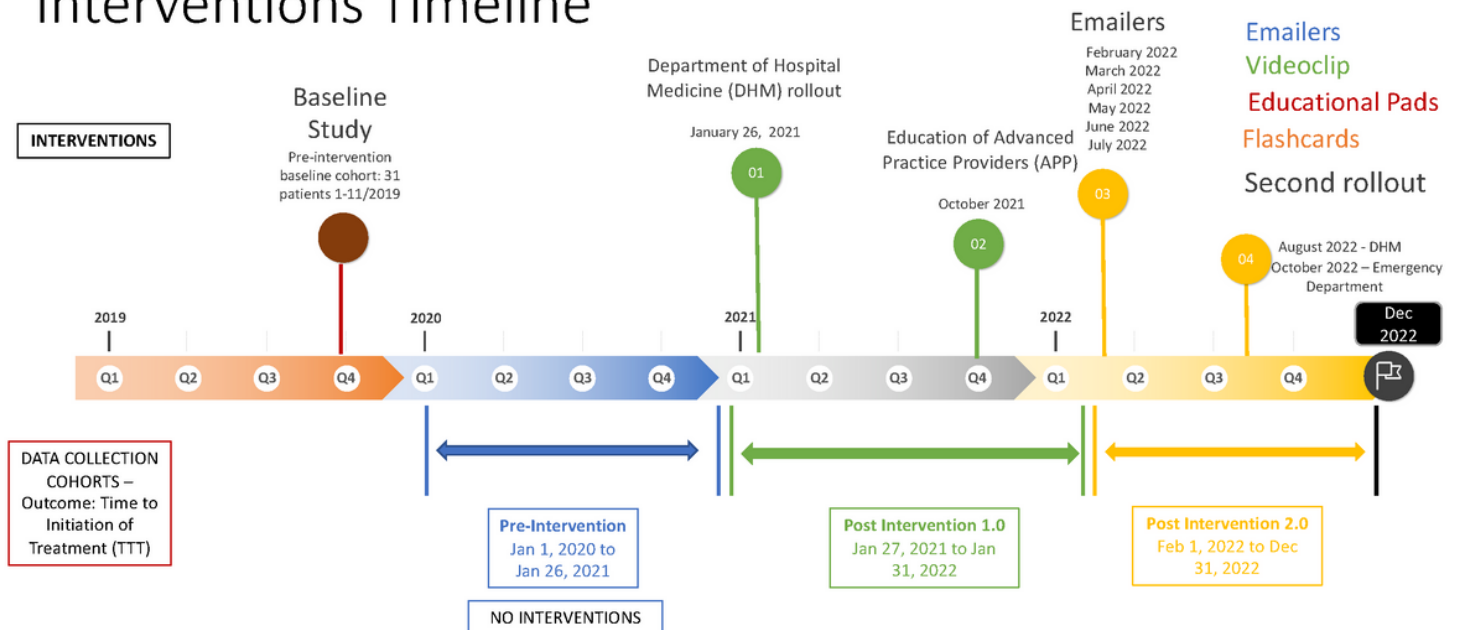 Interventions Timeline
INTERVENTIONS
Baseline
Study
Pre-intervention
baseline cohort: 31
patients 1-11/2019
Department of Hospital
Medicine (DHM) rollout
January 26, 2021
01
Education of Advanced
Practice Providers (APP)
October 2021
02
Emailers
February 2022
March 2022
April 2022
May 2022
June 2022
July 2022
03
Emailers
Videoclip
Educational Pads
Flashcards
Second rollout
04
August 2022 - DHM
October 2022 – Emergency
Department
Dec
2022
2019
2020
2021
2022
Q1 Q2 Q3 Q4 Q1 Q2 Q3 Q4 Q1 Q2 Q3 Q4 Q1 Q2 Q3 Q4
DATA COLLECTION
COHORTS –
Outcome: Time to
Initiation of
Treatment (TTT)
Pre-Intervention
Jan 1, 2020 to
Jan 26, 2021
NO INTERVENTIONS
Post Intervention 1.0
Jan 27, 2021 to Jan
31, 2022
Post Intervention 2.0
Feb 1, 2022 to Dec
31, 2022